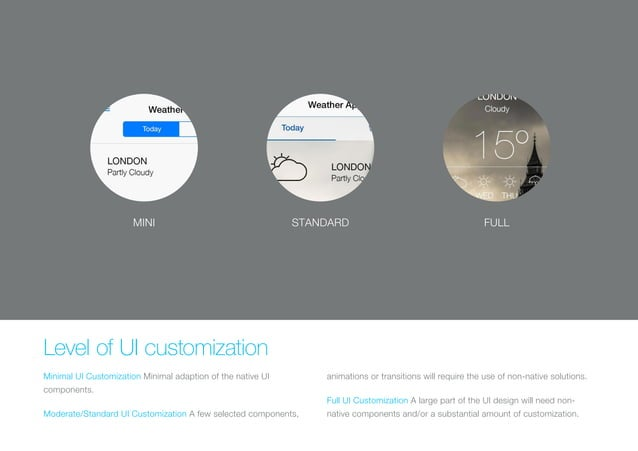 Weather
Today
LONDON
Partly Cloudy
MINI
Weather Ap
Today
LONDON
Partly Clo
STANDARD
LONDON
Cloudy
15°
WED THU
FULL
Level of UI customization
Minimal UI Customization Minimal adaption of the native UI
components.
Moderate/Standard UI Customization A few selected components,
animations or transitions will require the use of non-native solutions.
Full UI Customization A large part of the UI design will need non-
native components and/or a substantial amount of customization.